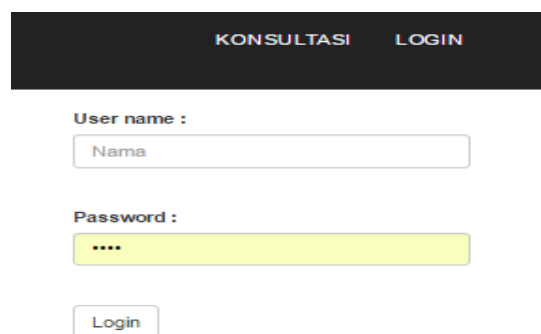 KONSULTASI LOGIN
User name :
Nama
Password :
••••
Login